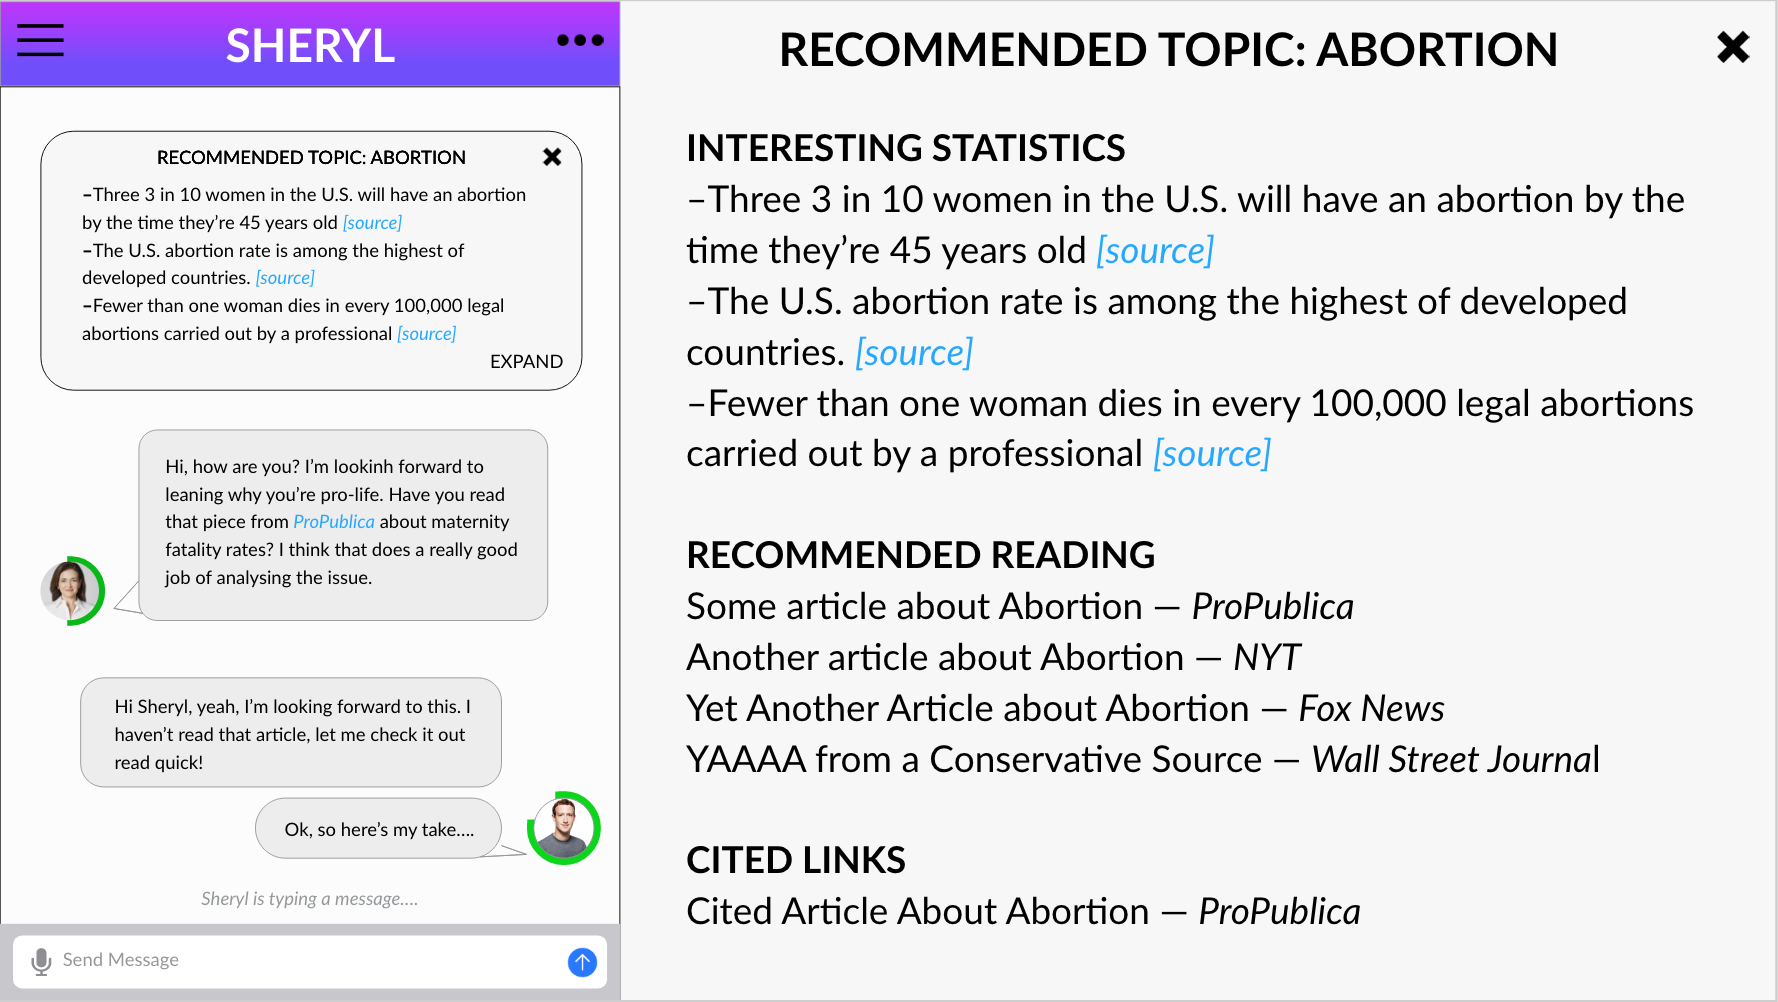 SHERYL
RECOMMENDED TOPIC: ABORTION
–Three 3 in 10 women in the U.S. will have an abortion
by the time they’re 45 years old [source]
–The U.S. abortion rate is among the highest of
developed countries. [source]
–Fewer than one woman dies in every 100,000 legal
abortions carried out by a professional [source]
EXPAND
Hi, how are you? I’m lookinh forward to
leaning why you’re pro-life. Have you read
that piece from ProPublica about maternity
fatality rates? I think that does a really good
job of analysing the issue.
Hi Sheryl, yeah, I’m looking forward to this. I
haven’t read that article, let me check it out
read quick!
Ok, so here’s my take....
Sheryl is typing a message....
Send Message
RECOMMENDED TOPIC: ABORTION
INTERESTING STATISTICS
–Three 3 in 10 women in the U.S. will have an abortion by the
time they’re 45 years old [source]
–The U.S. abortion rate is among the highest of developed
countries. [source]
–Fewer than one woman dies in every 100,000 legal abortions
carried out by a professional [source]
RECOMMENDED READING
Some article about Abortion — ProPublica
Another article about Abortion — NYT
Yet Another Article about Abortion — Fox News
YAAAA from a Conservative Source — Wall Street Journal
CITED LINKS
Cited Article About Abortion — ProPublica